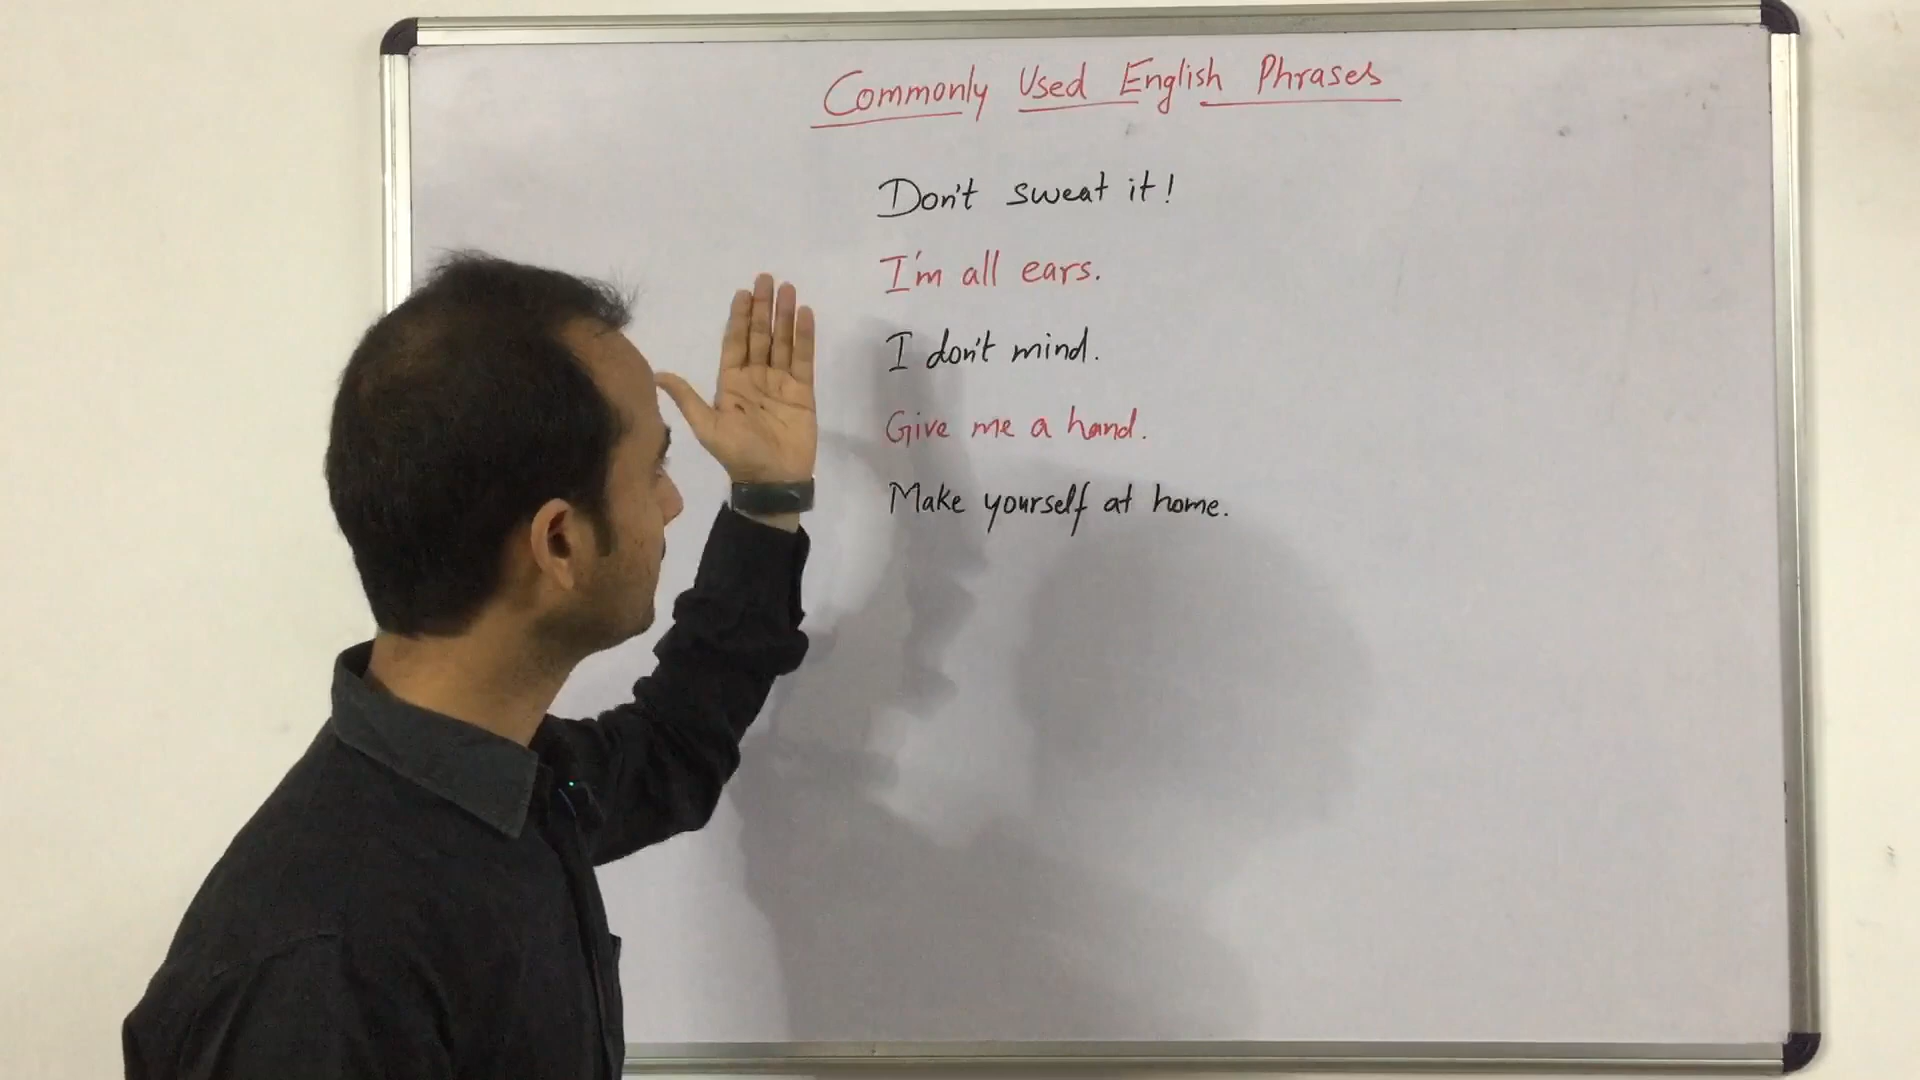 Commonly Used English Phrases
Don't sweat it!
I'm all ears.
I don't mind.
Give me a hand.
Make yourself at home.